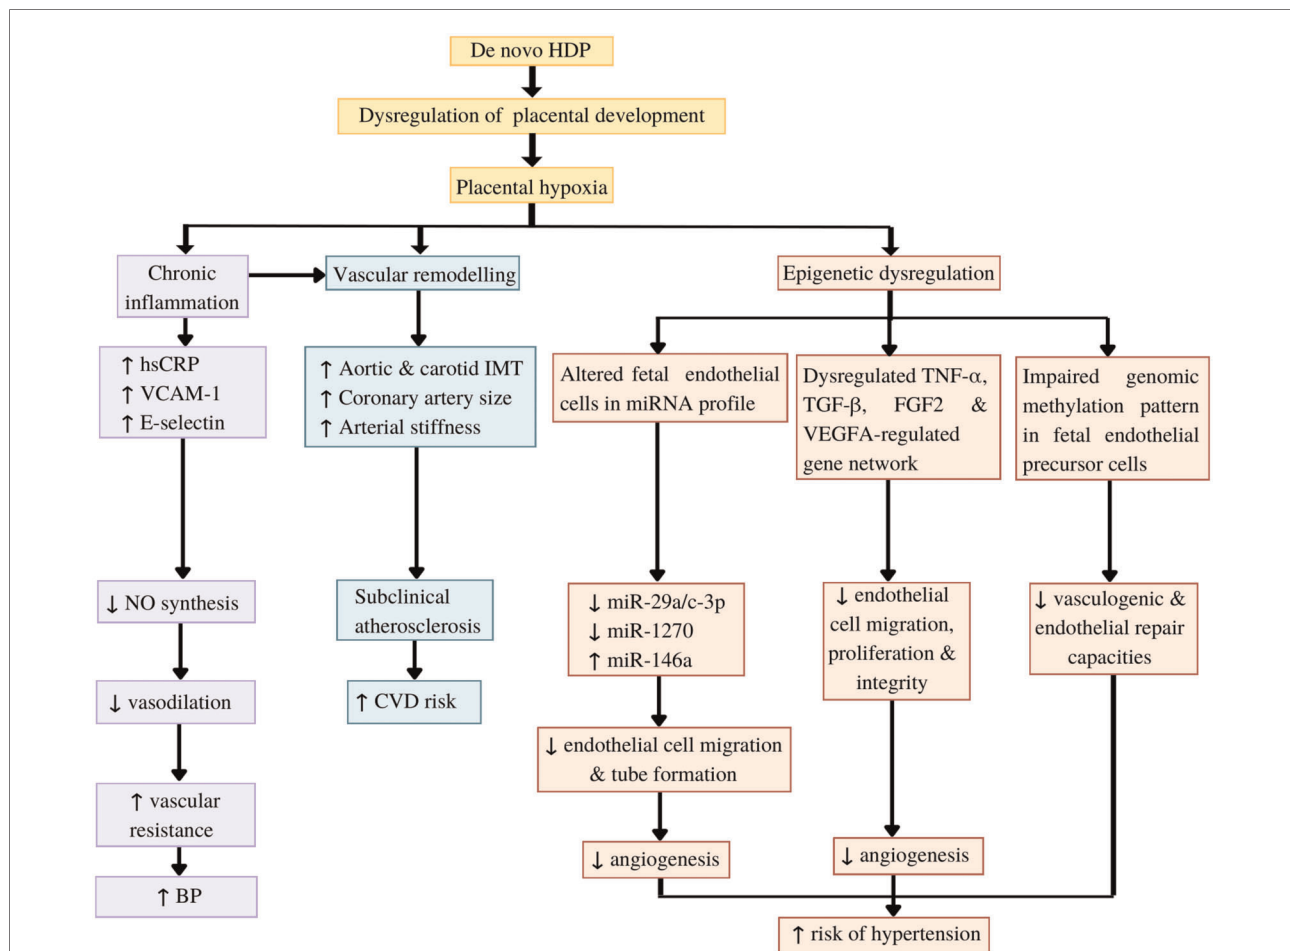 De novo HDP
Dysregulation of placental development
Placental hypoxia
Chronic
inflammation
Vascular remodelling
Epigenetic dysregulation
↑ hsCRP
↑ VCAM-1
↑ E-selectin
↑ Aortic & carotid IMT
↑ Coronary artery size
↑ Arterial stiffness
Altered fetal endothelial
cells in miRNA profile
Dysregulated TNF-α,
TGF-β, FGF2 &
VEGFA-regulated
gene network
Impaired genomic
methylation pattern
in fetal endothelial
precursor cells
↓ NO synthesis
Subclinical
atherosclerosis
↓ miR-29a/c-3p
↓ miR-1270
↑ miR-146a
↓ endothelial
cell migration,
proliferation &
integrity
↓ vasculogenic &
endothelial repair
capacities
↓ vasodilation
↑ CVD risk
↓ endothelial cell migration
& tube formation
↑ vascular
resistance
↓ angiogenesis
↓ angiogenesis
↑ BP
↑ risk of hypertension